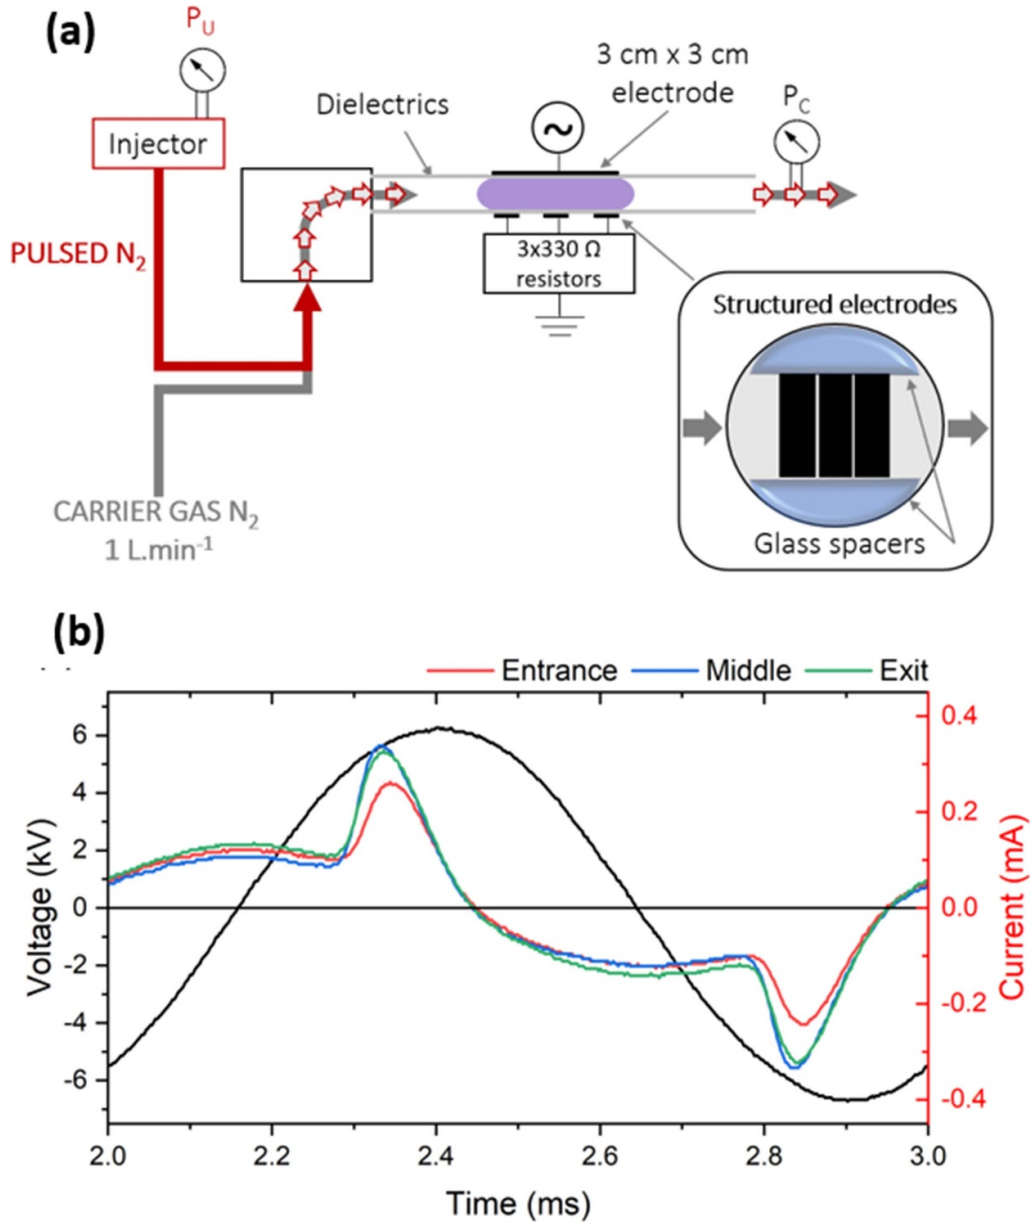 (a)
P_U
Injector
PULSED N₂
CARRIER GAS N₂
1 L.min⁻¹
Dielectrics
3 cm x 3 cm
electrode
~
P_C
3x330 Ω
resistors
Structured electrodes
Glass spacers
(b)
Entrance Middle Exit
Voltage (kV)
6
4
2
0
-2
-4
-6
0.4
0.2
0.0
-0.2
-0.4
Current (mA)
2.0 2.2 2.4 2.6 2.8 3.0
Time (ms)